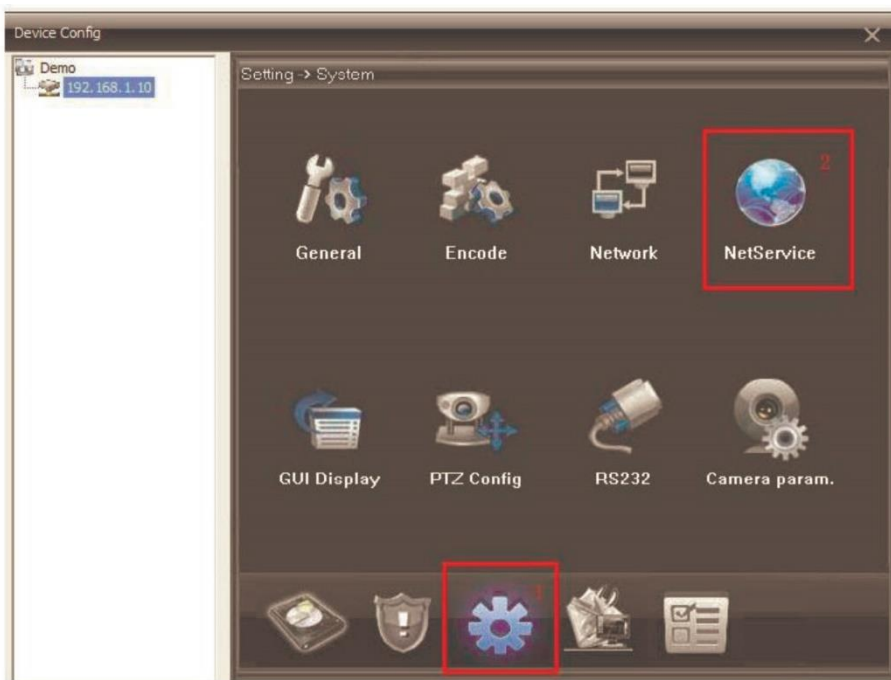 Device Config
Demo
192.168.1.10
Setting -> System
2
General
Encode
Network
NetService
GUI Display
PTZ Config
RS232
Camera param.
1